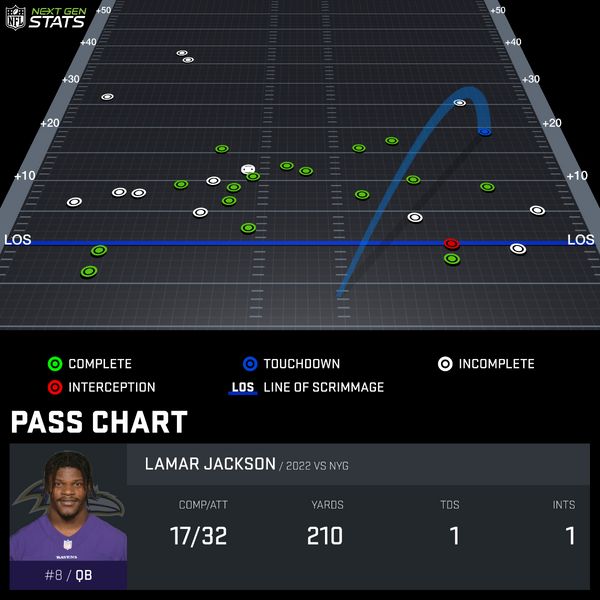 NFL
NEXT GEN
STATS
+50 +50
+40 +40
+30 +30
+20 +20
+10 +10
LOS LOS
COMPLETE TOUCHDOWN INCOMPLETE
INTERCEPTION LOS LINE OF SCRIMMAGE
PASS CHART
LAMAR JACKSON / 2022 VS NYG
COMP/ATT YARDS TDS INTS
17/32 210 1 1
RAVENS
#8 / QB